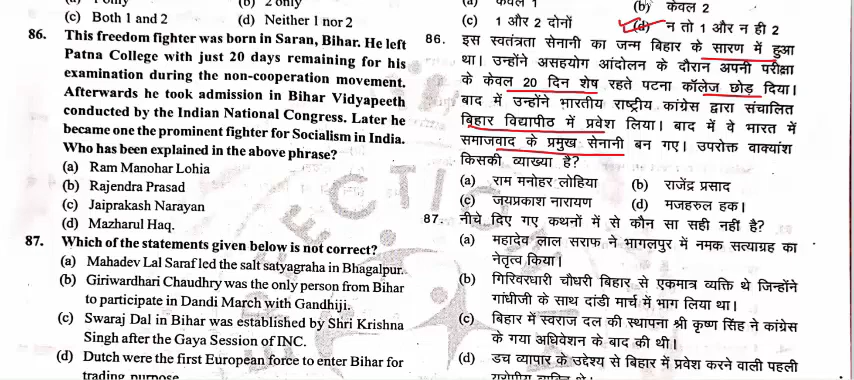 (c) Both 1 and 2
(d) Neither 1 nor 2
86. This freedom fighter was born in Saran, Bihar. He left
Patna College with just 20 days remaining for his
examination during the non-cooperation movement.
Afterwards he took admission in Bihar Vidyapeeth
conducted by the Indian National Congress. Later he
became one the prominent fighter for Socialism in India.
Who has been explained in the above phrase?
(a) Ram Manohar Lohia
(b) Rajendra Prasad
(c) Jaiprakash Narayan
(d) Mazharul Haq.
87. Which of the statements given below is not correct?
(a) Mahadev Lal Saraf led the salt satyagraha in Bhagalpur.
(b) Giriwardhari Chaudhry was the only person from Bihar
to participate in Dandi March with Gandhiji.
(c) Swaraj Dal in Bihar was established by Shri Krishna
Singh after the Gaya Session of INC.
(d) Dutch were the first European force to enter Bihar for
trading purpose
(a) केवल 1
(b) केवल 2
(c) 1 और 2 दोनों
(d) न तो 1 और न ही 2
86. इस स्वतंत्रता सेनानी का जन्म बिहार के सारण में हुआ
था। उन्होंने असहयोग आंदोलन के दौरान अपनी परीक्षा
के केवल 20 दिन शेष रहते पटना कॉलेज छोड़ दिया।
बाद में उन्होंने भारतीय राष्ट्रीय कांग्रेस द्वारा संचालित
बिहार विद्यापीठ में प्रवेश लिया। बाद में वे भारत में
समाजवाद के प्रमुख सेनानी बन गए। उपरोक्त वाक्यांश
किसकी व्याख्या है?
(a) राम मनोहर लोहिया
(b) राजेंद्र प्रसाद
(c) जयप्रकाश नारायण
(d) मजहरुल हक।
87. नीचे दिए गए कथनों में से कौन सा सही नहीं है?
(a) महादेव लाल सराफ ने भागलपुर में नमक सत्याग्रह का
नेतृत्व किया।
(b) गिरिवरधारी चौधरी बिहार से एकमात्र व्यक्ति थे जिन्होंने
गांधीजी के साथ दांडी मार्च में भाग लिया था।
(c) बिहार में स्वराज दल की स्थापना श्री कृष्ण सिंह ने कांग्रेस
के गया अधिवेशन के बाद की थी।
(d) डच व्यापार के उद्देश्य से बिहार में प्रवेश करने वाली पहली